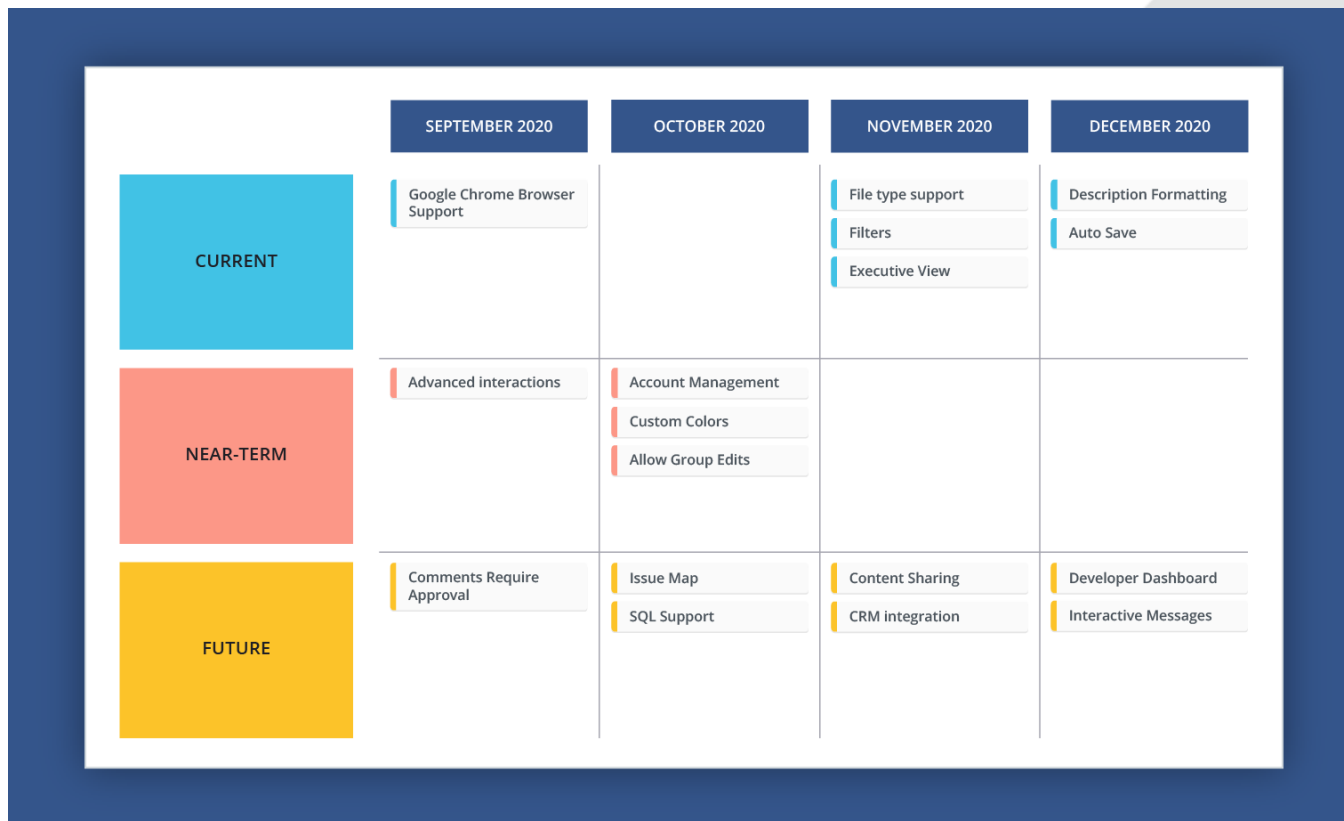 SEPTEMBER 2020
OCTOBER 2020
NOVEMBER 2020
DECEMBER 2020
CURRENT
Google Chrome Browser
Support
File type support
Filters
Executive View
Description Formatting
Auto Save
NEAR-TERM
Advanced interactions
Account Management
Custom Colors
Allow Group Edits
FUTURE
Comments Require
Approval
Issue Map
SQL Support
Content Sharing
CRM integration
Developer Dashboard
Interactive Messages